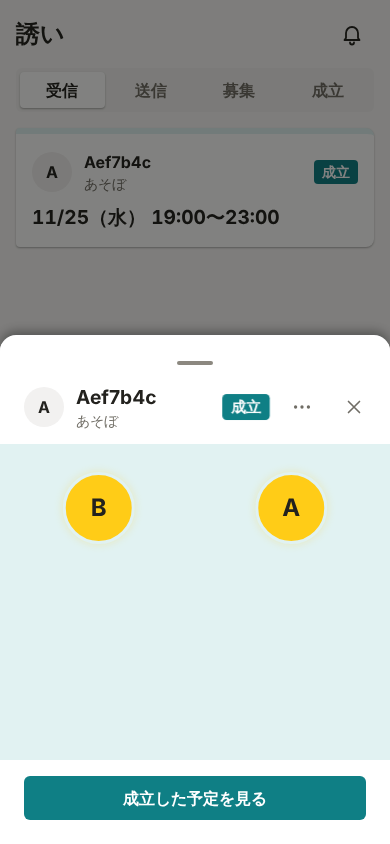 誘い
受信 送信 募集 成立
A Aef7b4c 成立
あそぼ
11/25（水） 19:00〜23:00
A Aef7b4c 成立 …
あそぼ
B A
成立した予定を見る